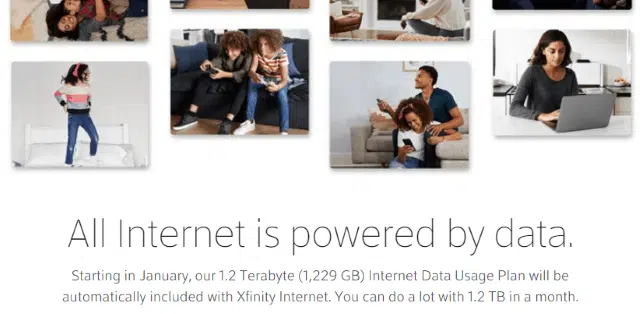 All Internet is powered by data.
Starting in January, our 1.2 Terabyte (1,229 GB) Internet Data Usage Plan will be
automatically included with Xfinity Internet. You can do a lot with 1.2 TB in a month.